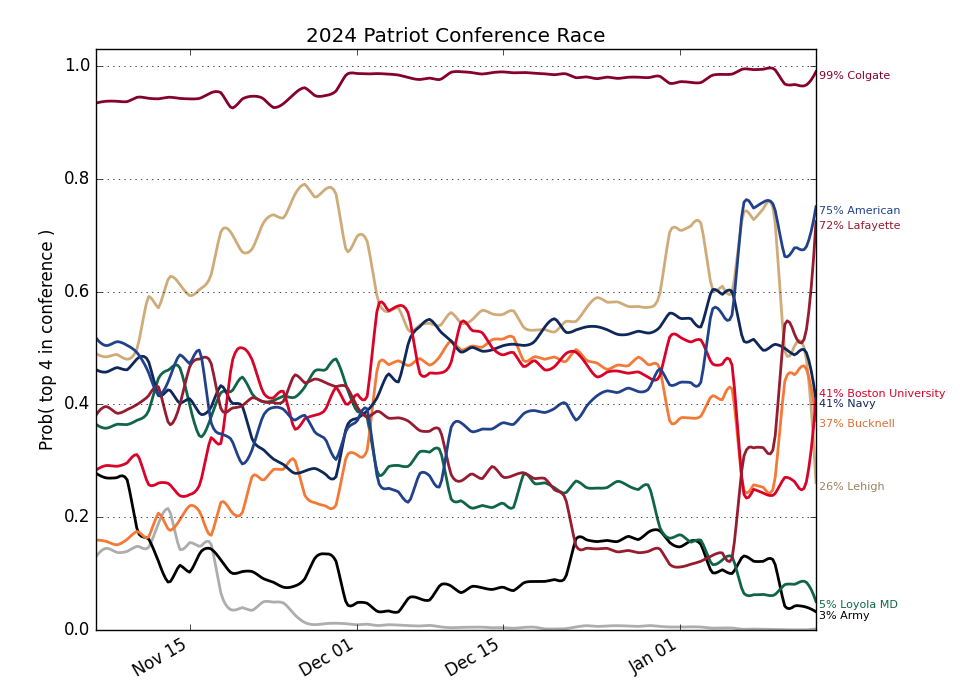 2024 Patriot Conference Race
Prob( top 4 in conference )
1.0
0.8
0.6
0.4
0.2
0.0
Nov 15
Dec 01
Dec 15
Jan 01
99% Colgate
75% American
72% Lafayette
41% Boston University
41% Navy
37% Bucknell
26% Lehigh
5% Loyola MD
3% Army